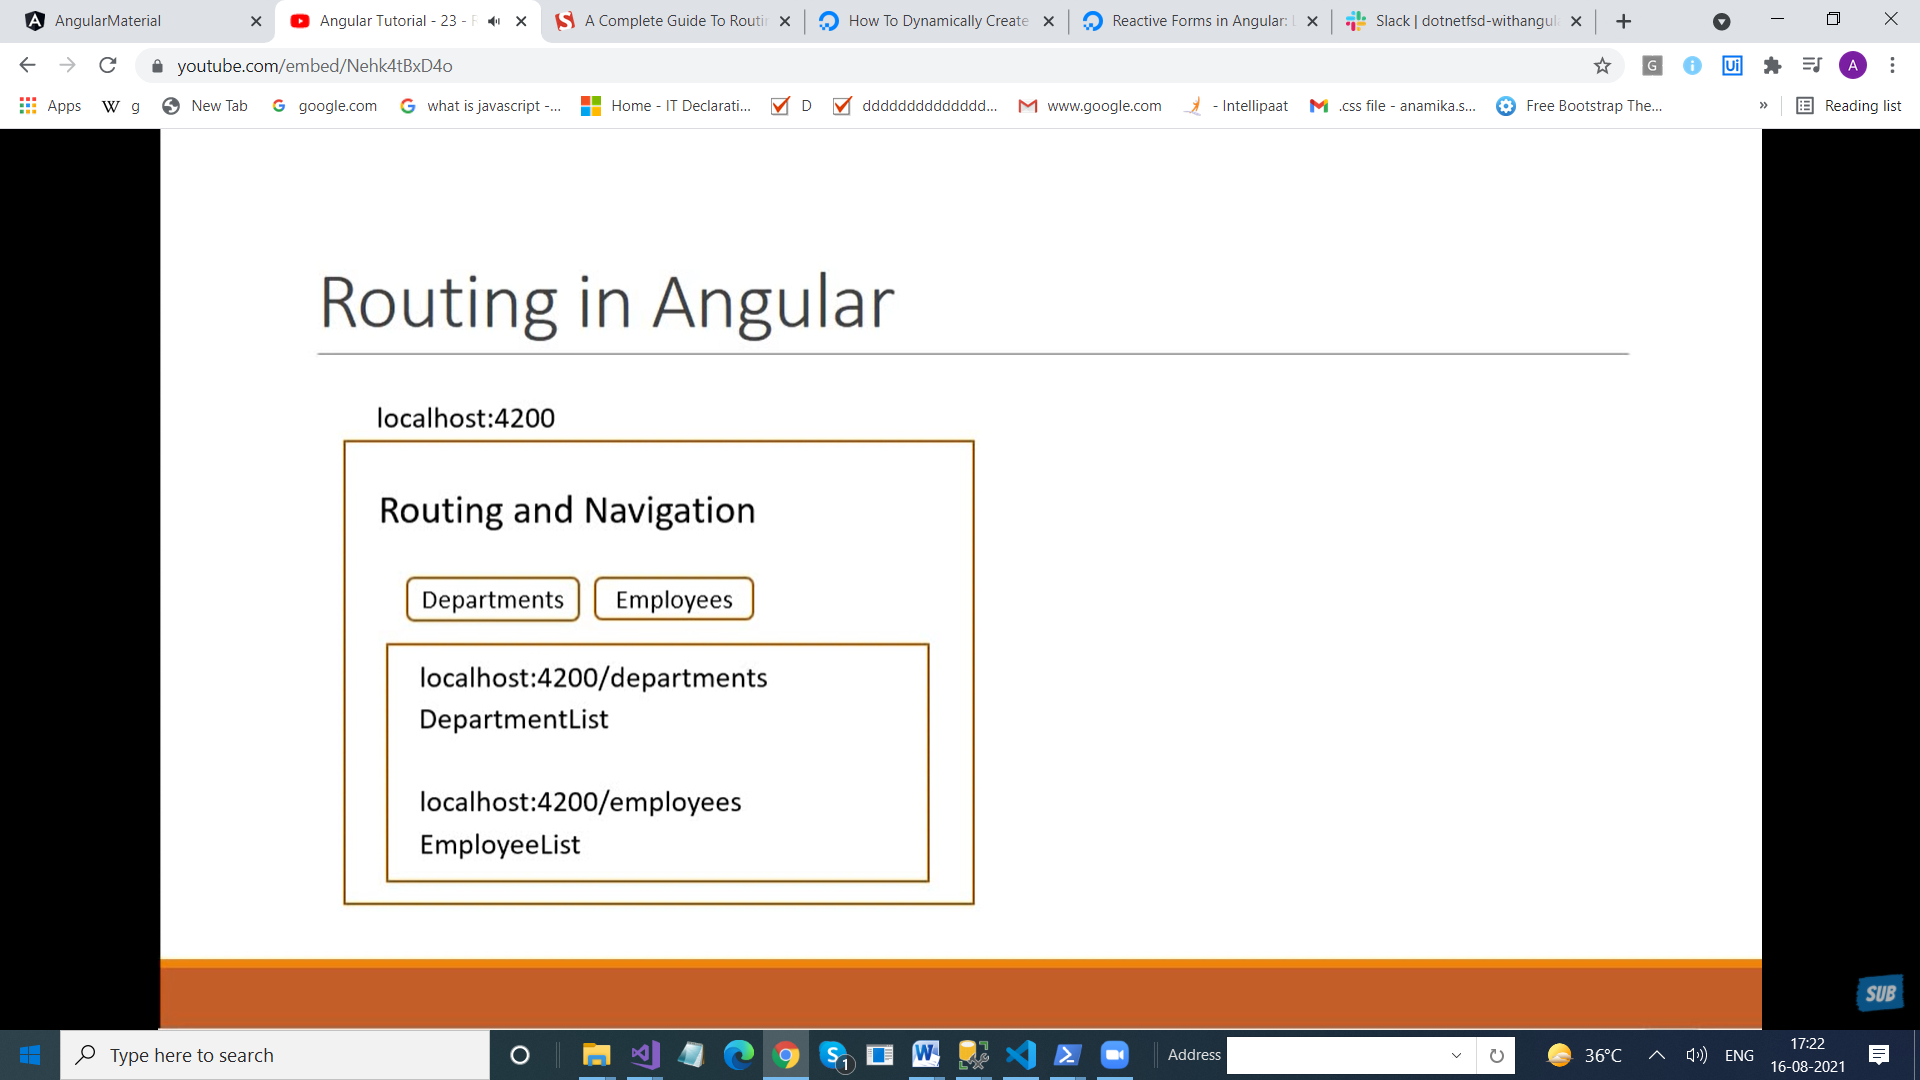 AngularMaterial
Angular Tutorial - 23 -
A Complete Guide To Routi
How To Dynamically Create
Reactive Forms in Angular:
Slack | dotnetfsd-withangul
youtube.com/embed/Nehk4tBxD4o
G
i
Ui
A
Apps
W g
New Tab
google.com
what is javascript -...
Home - IT Declarati...
D
dddddddddddddd...
www.google.com
- Intellipaat
.css file - anamika.s...
Free Bootstrap The...
»
Reading list
Routing in Angular
localhost:4200
Routing and Navigation
Departments
Employees
localhost:4200/departments
DepartmentList
localhost:4200/employees
EmployeeList
SUB
Type here to search
1
Address
36°C
ENG
17:22
16-08-2021